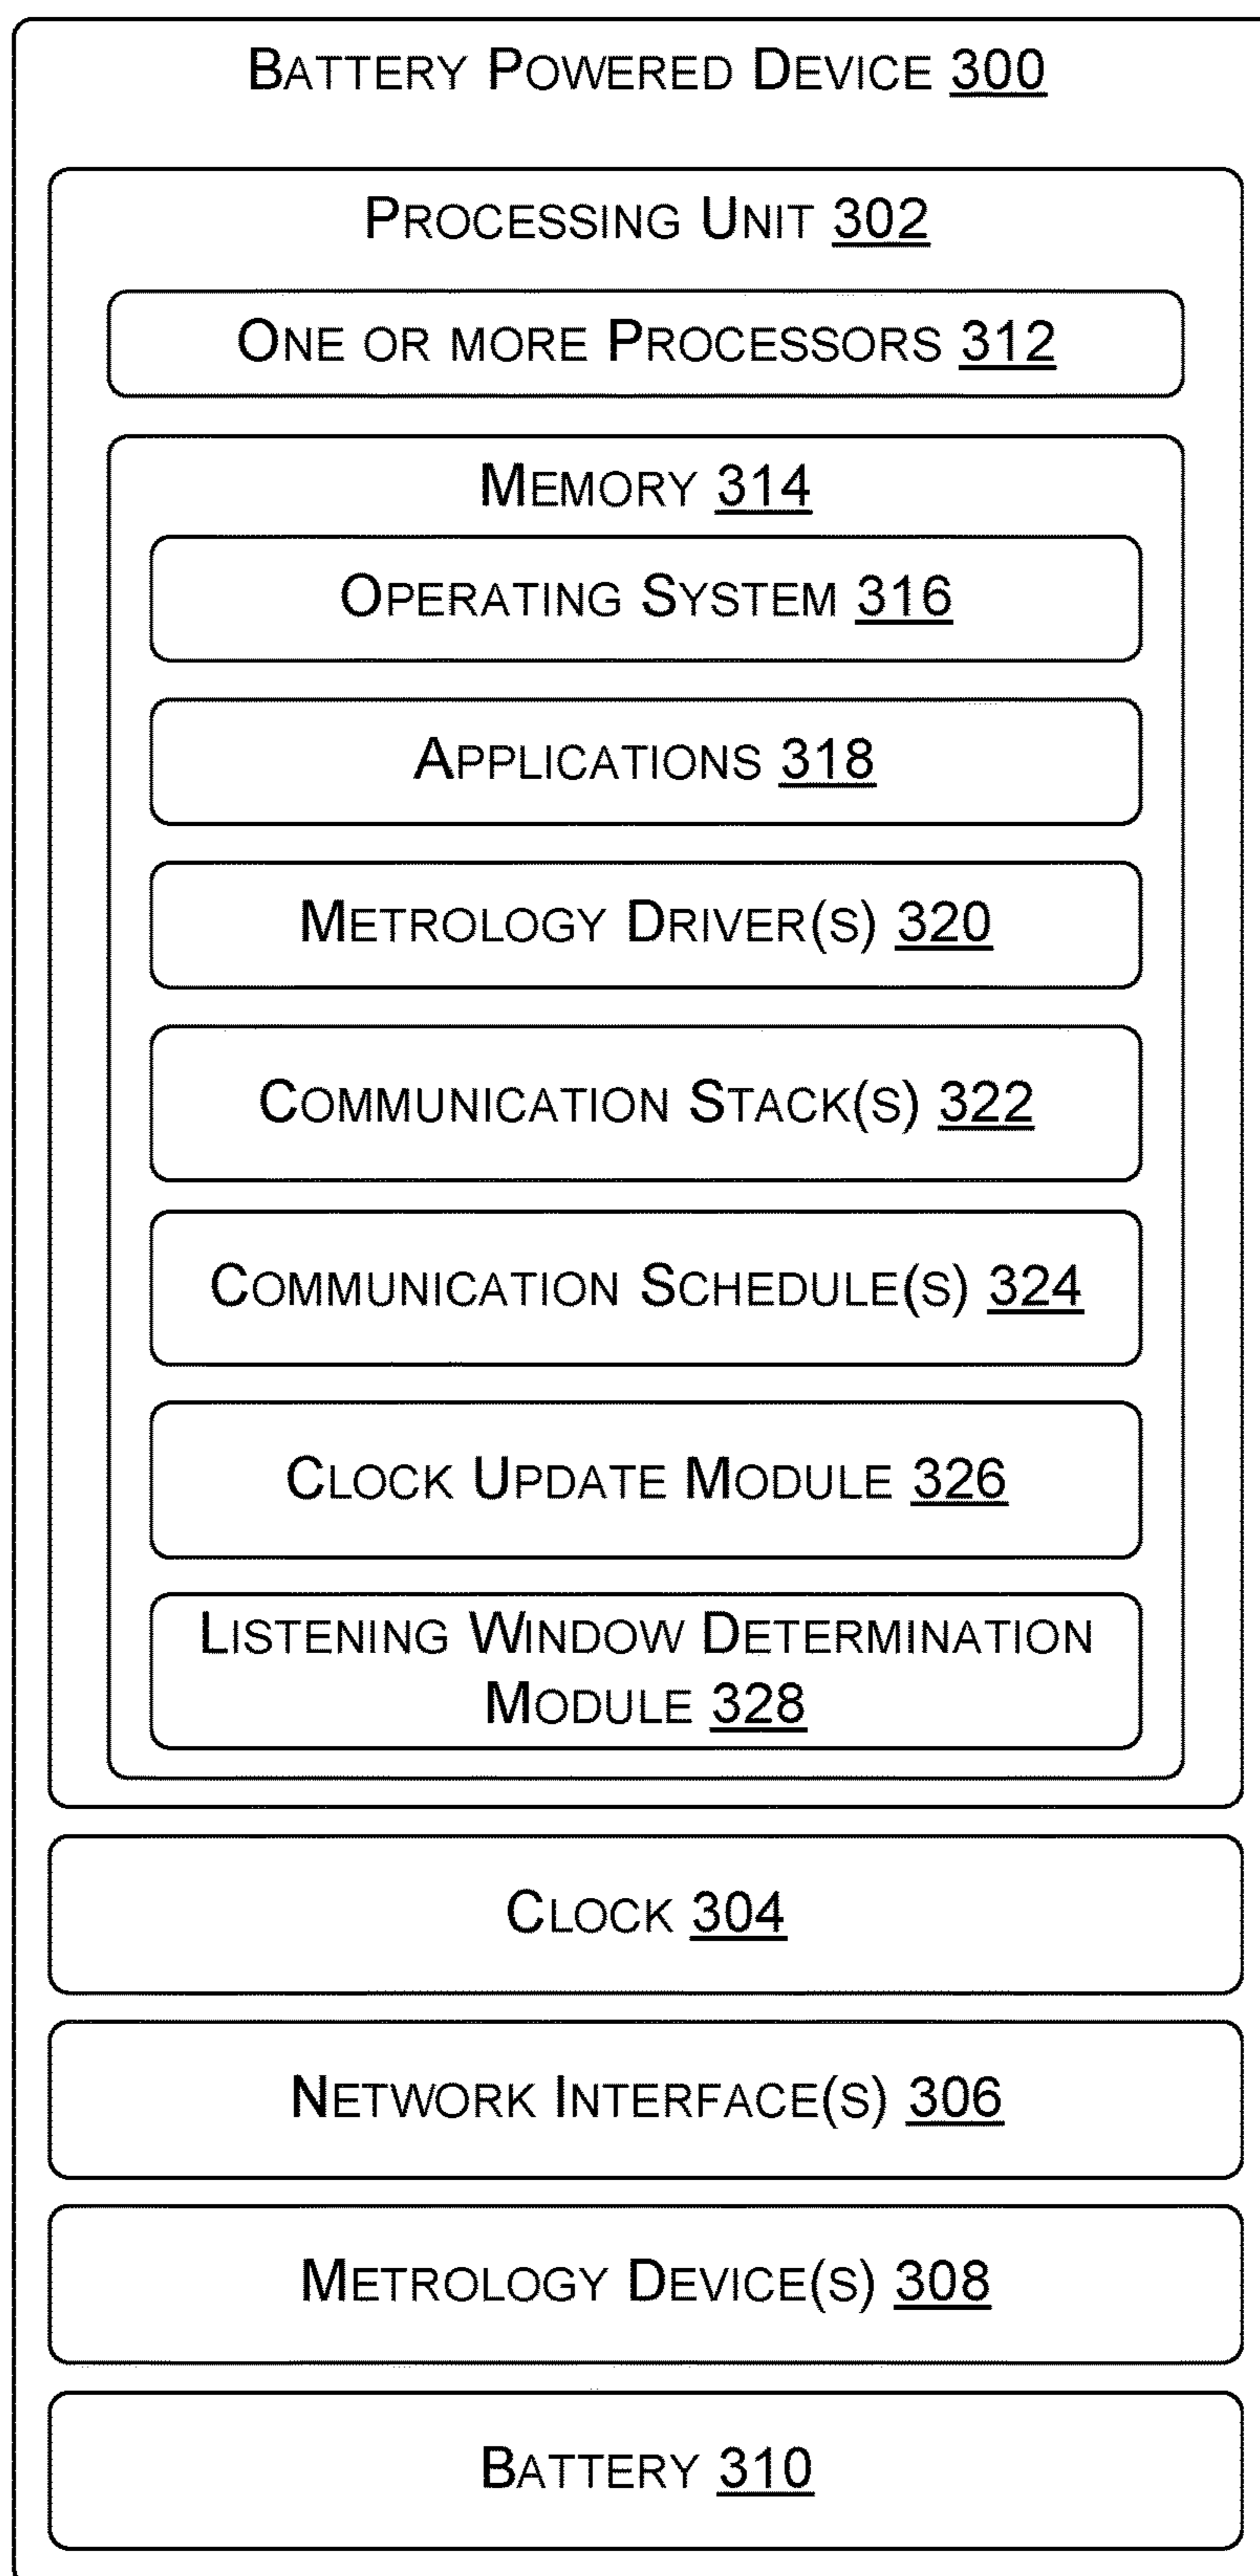 BATTERY POWERED DEVICE 300
PROCESSING UNIT 302
ONE OR MORE PROCESSORS 312
MEMORY 314
OPERATING SYSTEM 316
APPLICATIONS 318
METROLOGY DRIVER(S) 320
COMMUNICATION STACK(S) 322
COMMUNICATION SCHEDULE(S) 324
CLOCK UPDATE MODULE 326
LISTENING WINDOW DETERMINATION
MODULE 328
CLOCK 304
NETWORK INTERFACE(S) 306
METROLOGY DEVICE(S) 308
BATTERY 310